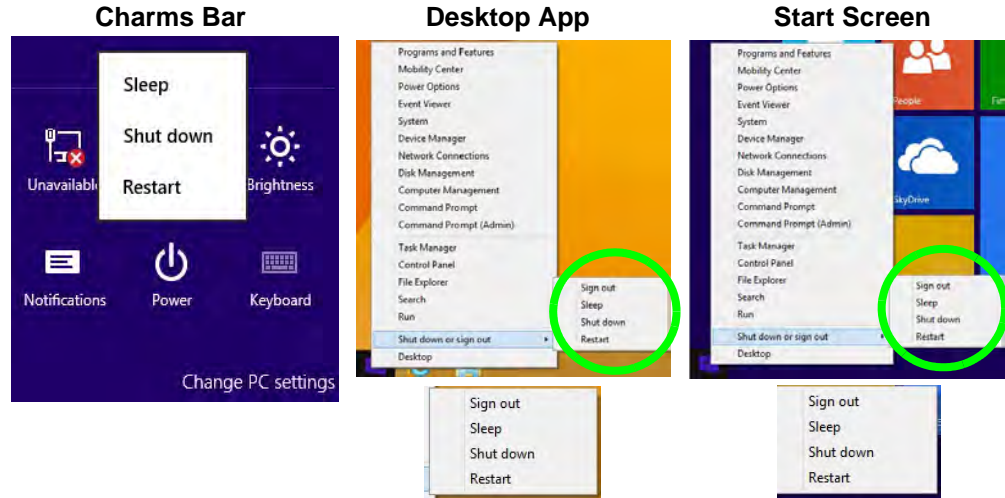 Charms Bar
Sleep
Shut down
Restart
Unavailabl
Brightness
Notifications
Power
Keyboard
Change PC settings
Desktop App
Programs and Features
Mobility Center
Power Options
Event Viewer
System
Device Manager
Network Connections
Disk Management
Computer Management
Command Prompt
Command Prompt (Admin)
Task Manager
Control Panel
File Explorer
Search
Run
Shut down or sign out
Desktop
Sign out
Sleep
Shut down
Restart
Sign out
Sleep
Shut down
Restart
Start Screen
Programs and Features
Mobility Center
Power Options
Event Viewer
System
Device Manager
Network Connections
Disk Management
Computer Management
Command Prompt
Command Prompt (Admin)
Task Manager
Control Panel
File Explorer
Search
Run
Shut down or sign out
Desktop
People
SkyDrive
Sign out
Sleep
Shut down
Restart
Sign out
Sleep
Shut down
Restart